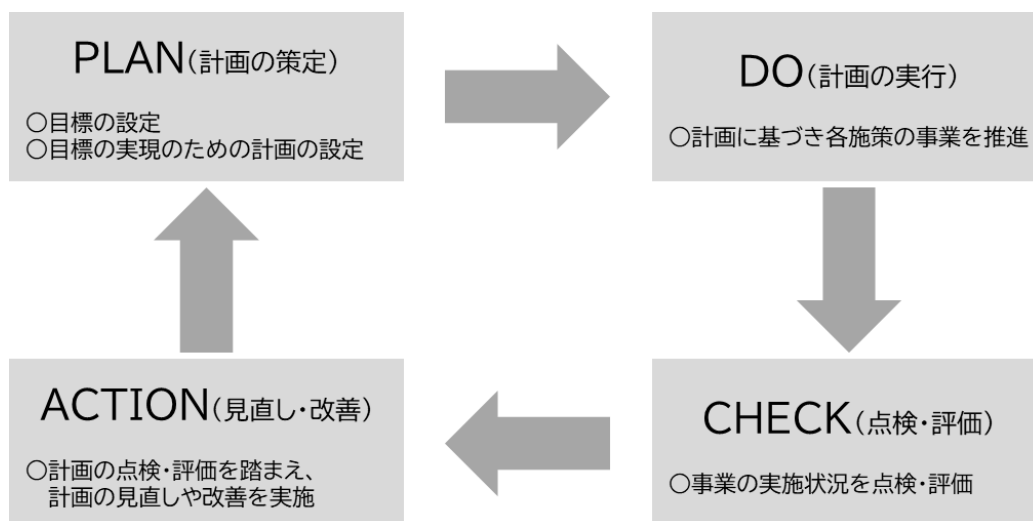 PLAN(計画の策定)
○目標の設定
○目標の実現のための計画の設定
DO(計画の実行)
○計画に基づき各施策の事業を推進
ACTION(見直し・改善)
○計画の点検・評価を踏まえ、
計画の見直しや改善を実施
CHECK(点検・評価)
○事業の実施状況を点検・評価